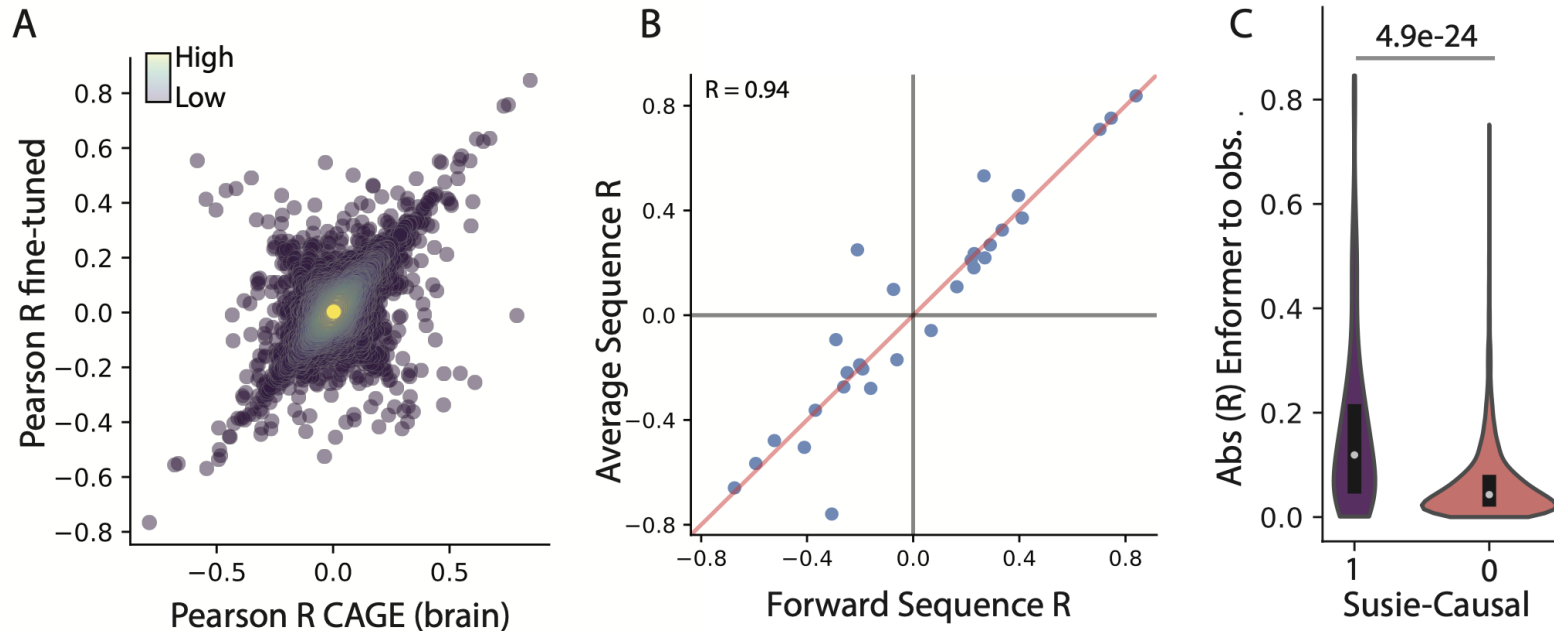 A
High
Low
Pearson R fine-tuned
0.8
0.6
0.4
0.2
0.0
−0.2
−0.4
−0.6
−0.8
−0.5
0.0
0.5
Pearson R CAGE (brain)
B
R = 0.94
Average Sequence R
0.8
0.4
0.0
−0.4
−0.8
−0.8
−0.4
0.0
0.4
0.8
Forward Sequence R
C
4.9e-24
Abs (R) Enformer to obs. .
0.8
0.6
0.4
0.2
0.0
1
0
Susie-Causal